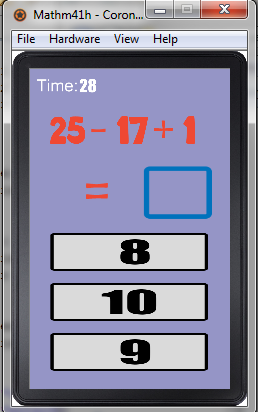 Mathm41h - Coron...
File Hardware View Help
Time:28
25 - 17 + 1
=
8
10
9